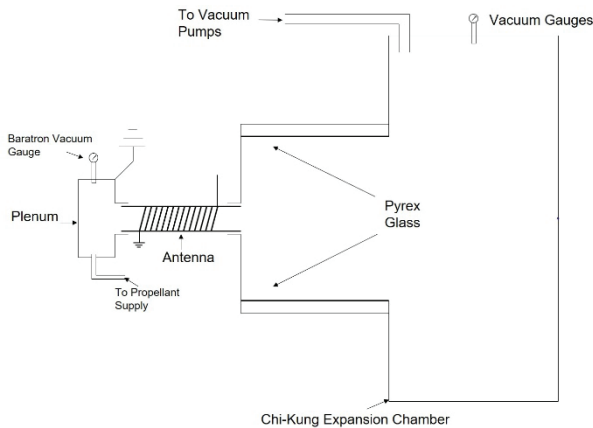 To Vacuum
Pumps
Vacuum Gauges
Baratron Vacuum
Gauge
Plenum
Pyrex
Glass
Antenna
To Propellant
Supply
Chi-Kung Expansion Chamber